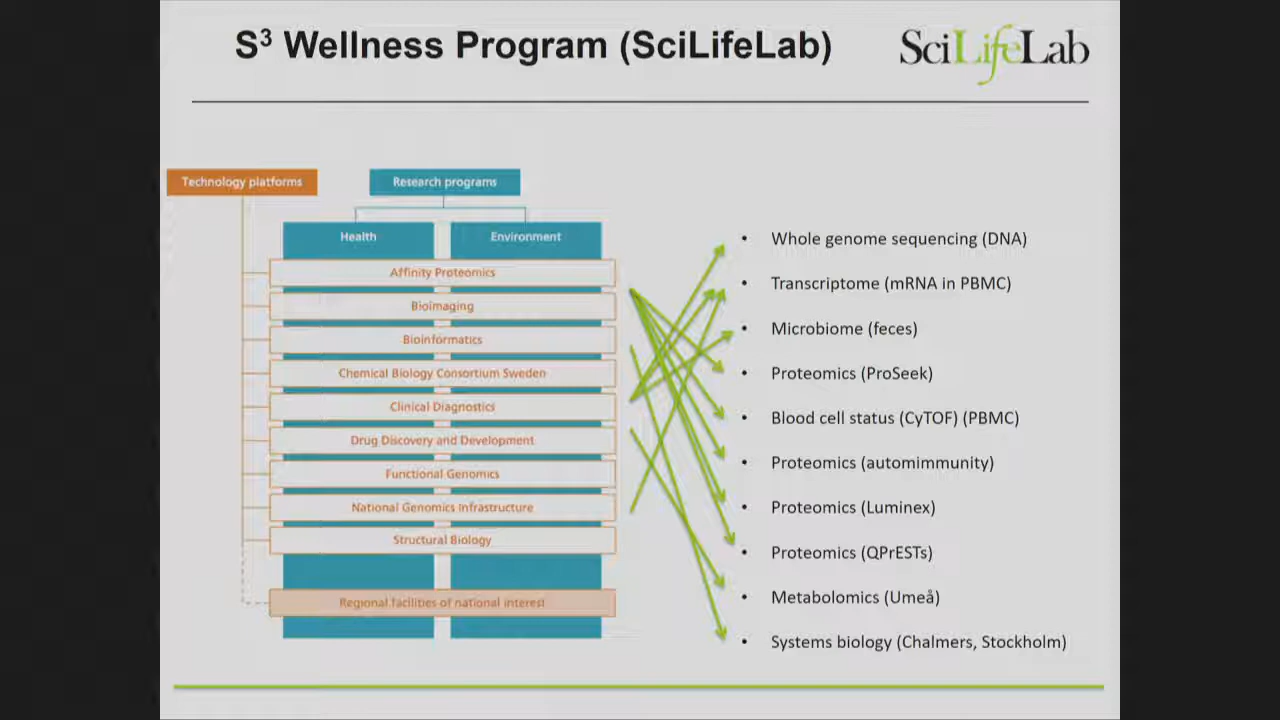 S³ Wellness Program (SciLifeLab)
SciLifeLab
Technology platforms
Research programs
Health
Environment
Affinity Proteomics
Bioimaging
Bioinformatics
Chemical Biology Consortium Sweden
Clinical Diagnostics
Drug Discovery and Development
Functional Genomics
National Genomics Infrastructure
Structural Biology
Regional facilities of national interest
• Whole genome sequencing (DNA)
• Transcriptome (mRNA in PBMC)
• Microbiome (feces)
• Proteomics (ProSeek)
• Blood cell status (CyTOF) (PBMC)
• Proteomics (automimmunity)
• Proteomics (Luminex)
• Proteomics (QPrESTs)
• Metabolomics (Umeå)
• Systems biology (Chalmers, Stockholm)